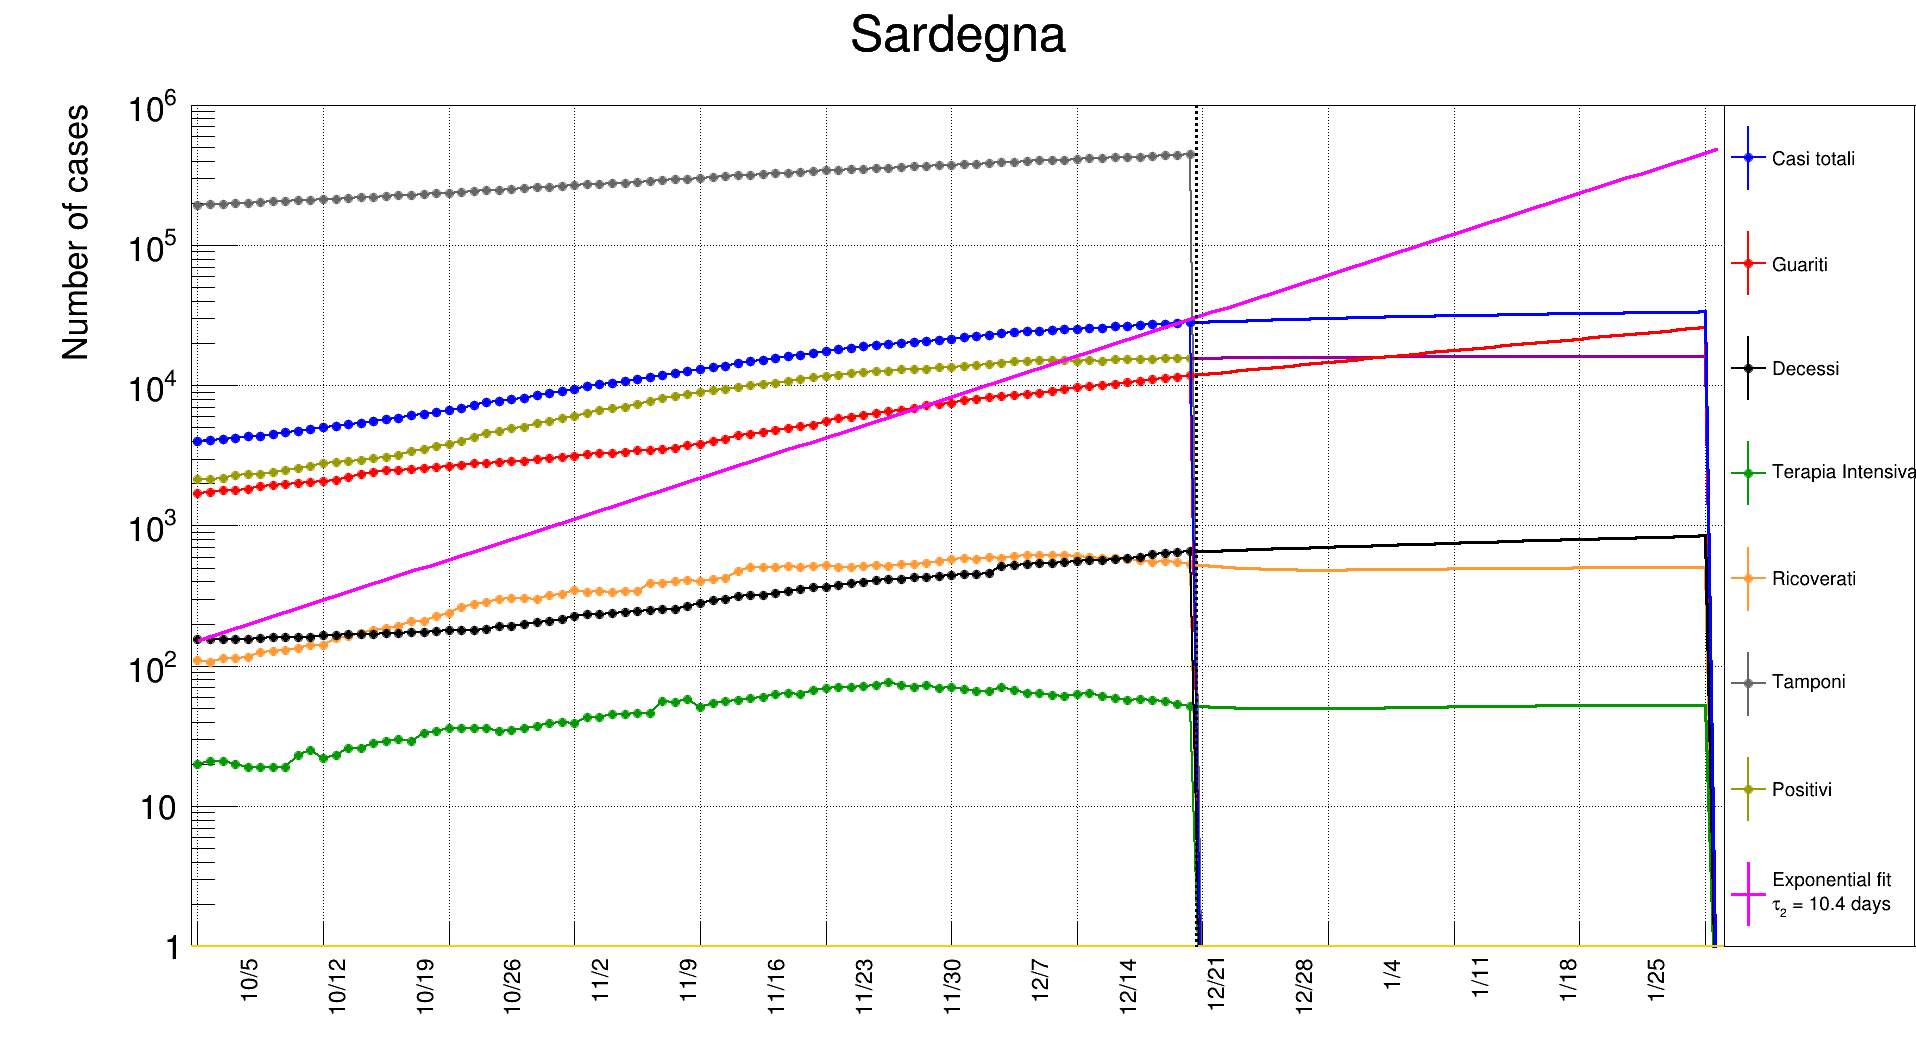 Sardegna
Number of cases
10^6
10^5
10^4
10^3
10^2
10
1
10/5
10/12
10/19
10/26
11/2
11/9
11/16
11/23
11/30
12/7
12/14
12/21
12/28
1/4
1/11
1/18
1/25
Casi totali
Guariti
Decessi
Terapia Intensiva
Ricoverati
Tamponi
Positivi
Exponential fit
τ₂ = 10.4 days